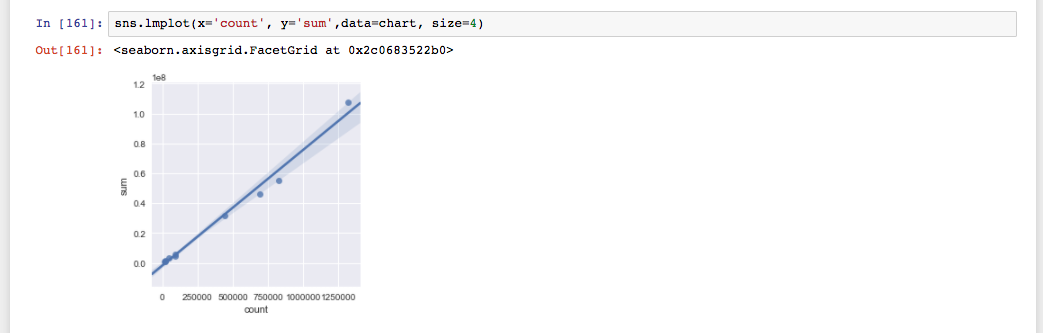 In [161]: sns.lmplot(x='count', y='sum',data=chart, size=4)
Out[161]: <seaborn.axisgrid.FacetGrid at 0x2c0683522b0>
1e8
1.2
1.0
0.8
0.6
sum
0.4
0.2
0.0
0 250000 500000 750000 1000000 1250000
count